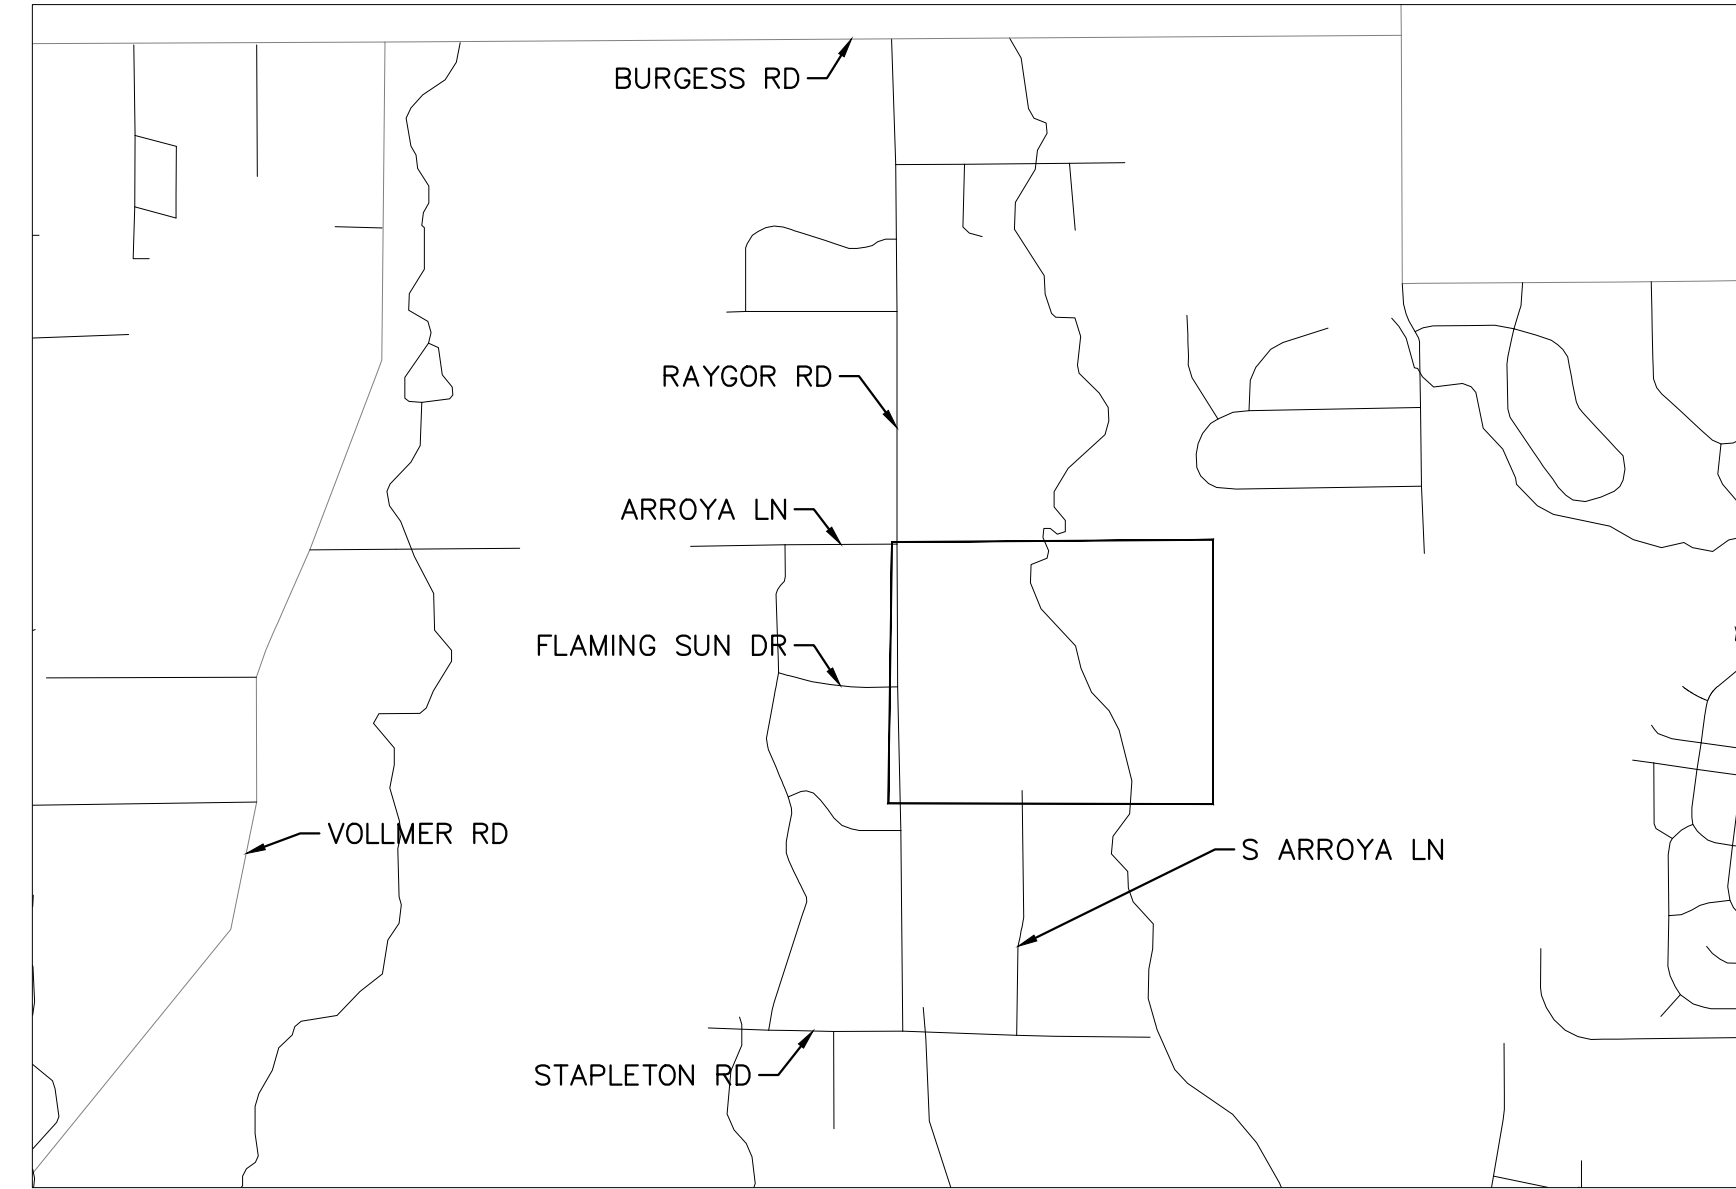 BURGESS RD
RAYGOR RD
ARROYA LN
FLAMING SUN DR
VOLLMER RD
S ARROYA LN
STAPLETON RD